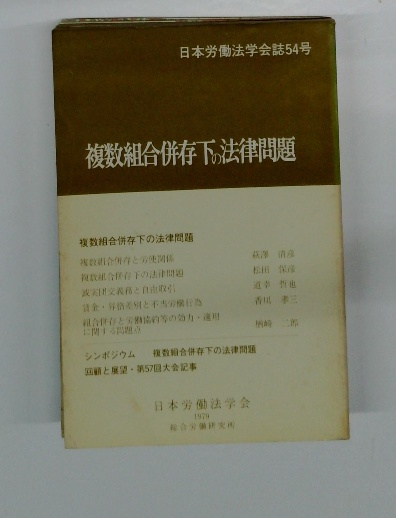 日本労働法学会誌54号
複数組合併存下の法律問題
複数組合併存下の法律問題
複数組合併存と労使関係 萩澤 清彦
複数組合併存下の法律問題 松田 保彦
誠実団交義務と自由取引 道幸 哲也
賃金・昇格差別と不当労働行為 香川 孝三
組合併存と労働協約等の効力・適用
に関する問題点 楢崎 二郎
シンポジウム 複数組合併存下の法律問題
回顧と展望・第57回大会記事
日本労働法学会
1979
総合労働研究所